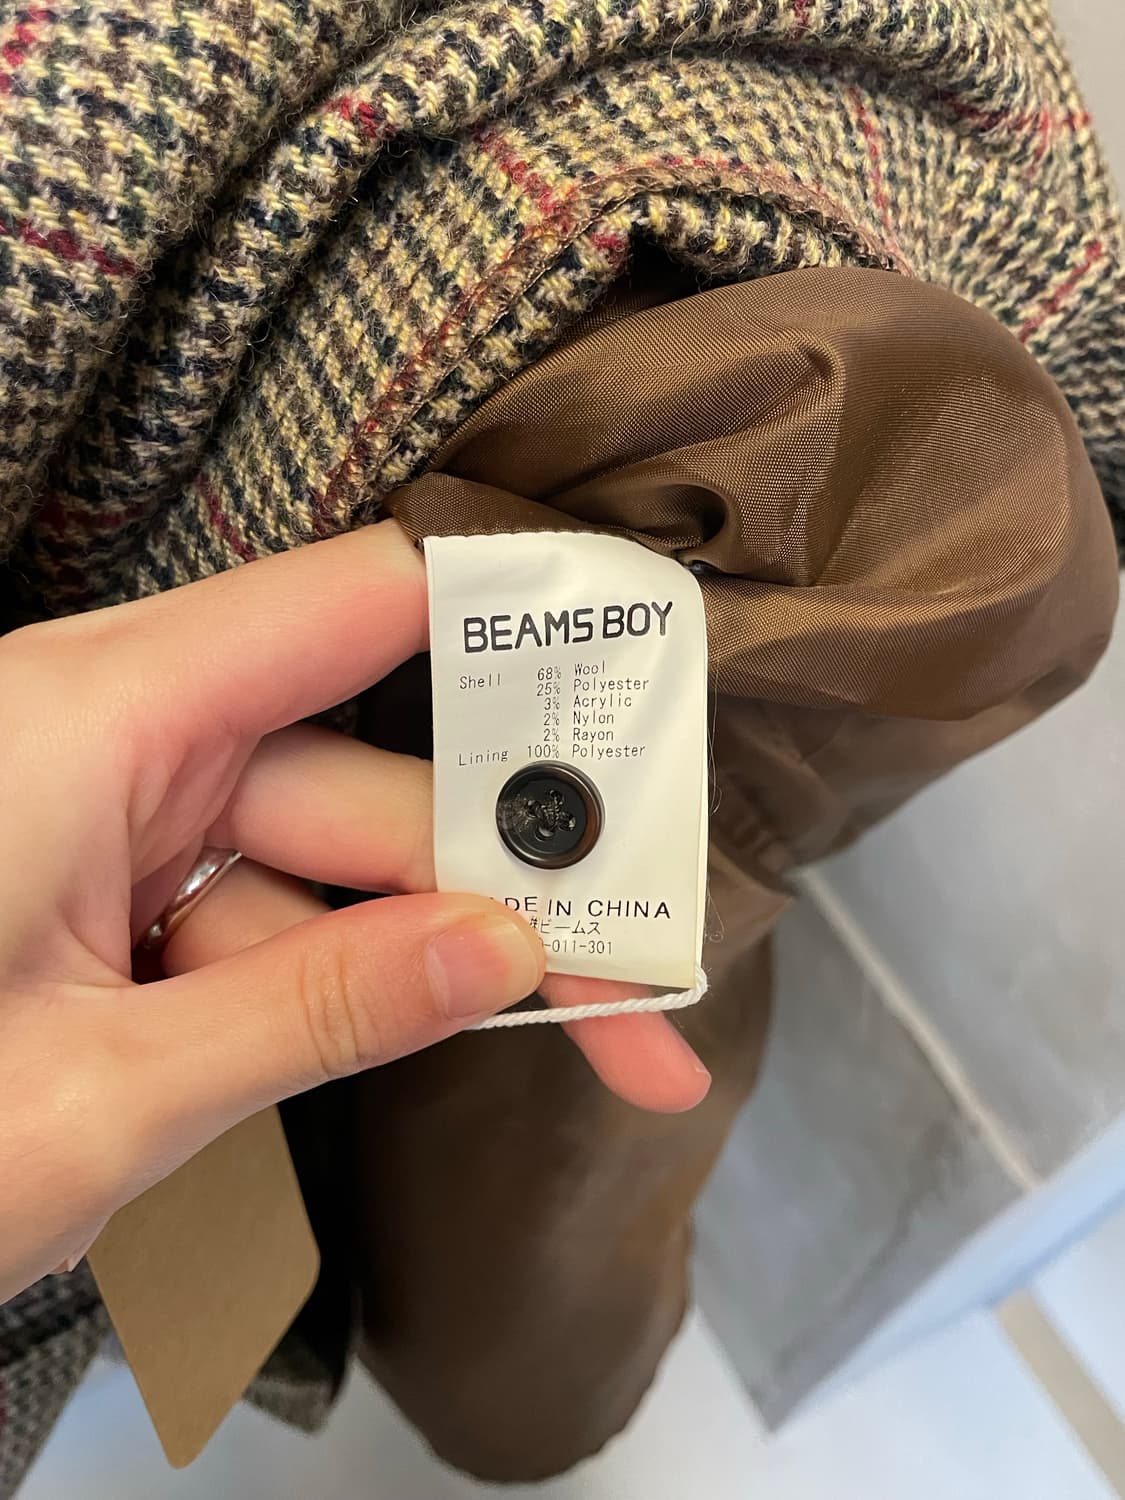 BEAMS BOY
Shell 68% Wool
25% Polyester
3% Acrylic
2% Nylon
2% Rayon
Lining 100% Polyester
IN CHINA
ビームス
-011-301